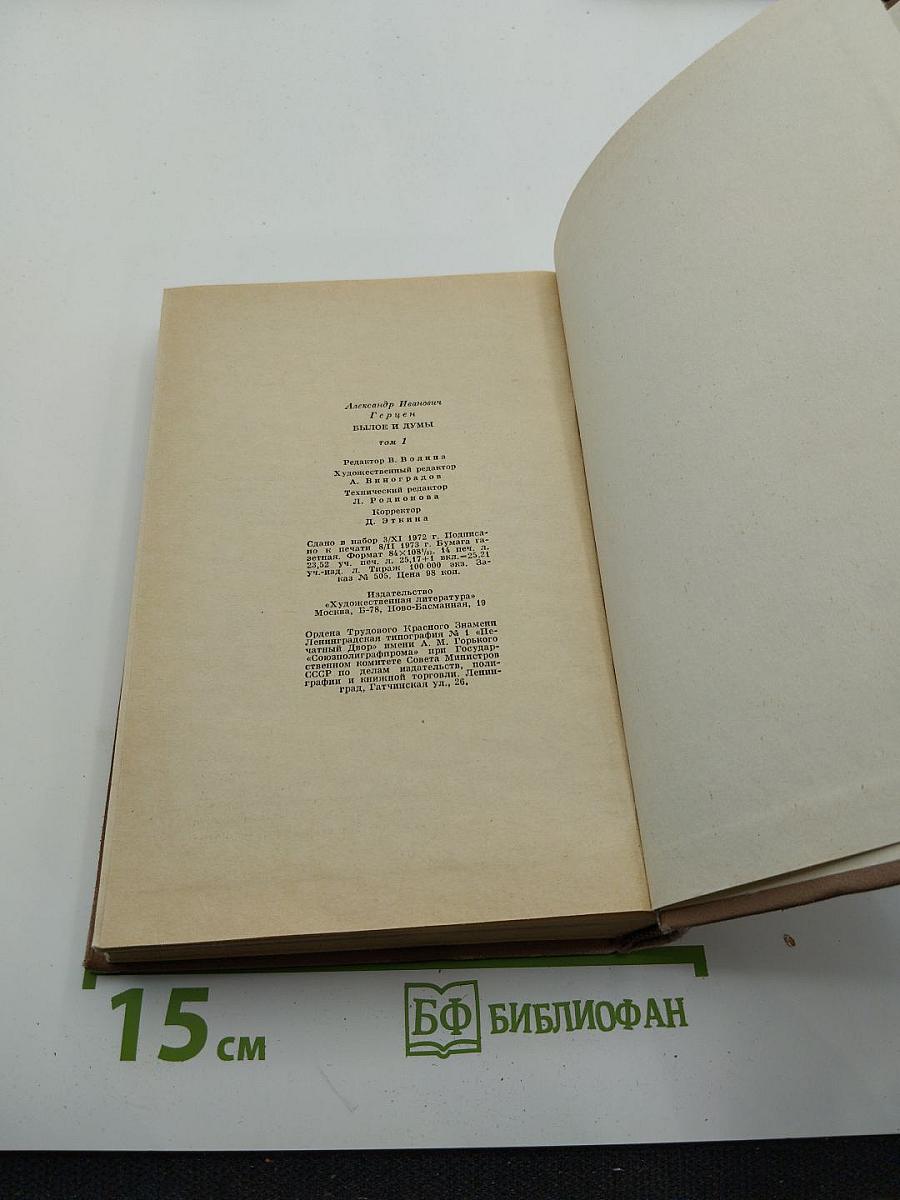 Александр Иванович
Герцен
БЫЛОЕ И ДУМЫ
том 1
Редактор В. Волина
Художественный редактор
А. Виноградов
Технический редактор
Л. Родионова
Корректор
Д. Эткина
Сдано в набор 3/XI 1972 г. Подписа-
но к печати 8/II 1973 г. Бумага га-
зетная. Формат 84×108¹/₃₂. 14 печ. л.
23,52 уч. печ. л. 25,17+1 вкл.=25,21
уч.-изд. л. Тираж 100 000 экз. За-
каз № 505. Цена 98 коп.
Издательство
«Художественная литература»
Москва, Б-78, Ново-Басманная, 19
Ордена Трудового Красного Знамени
Ленинградская типография № 1 «Пе-
чатный Двор» имени А. М. Горького
«Союзполиграфпрома» при Государ-
ственном комитете Совета Министров
СССР по делам издательств, поли-
графии и книжной торговли. Ленин-
град, Гатчинская ул., 26.
15 см
БФ БИБЛИОФАН